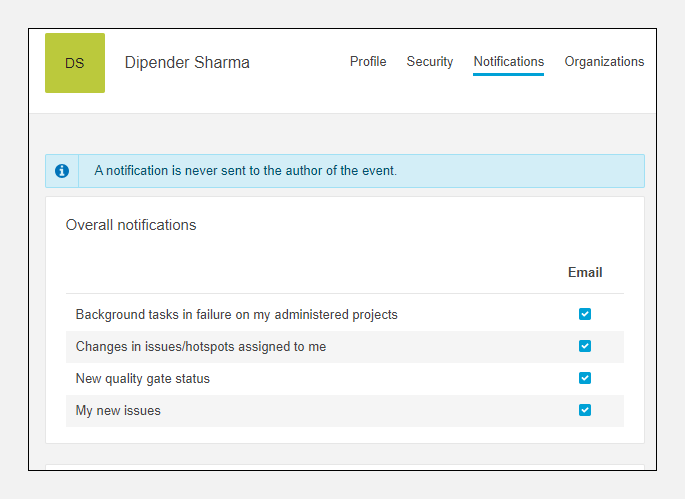 DS Dipender Sharma Profile Security Notifications Organizations
A notification is never sent to the author of the event.
Overall notifications
Email
Background tasks in failure on my administered projects
Changes in issues/hotspots assigned to me
New quality gate status
My new issues